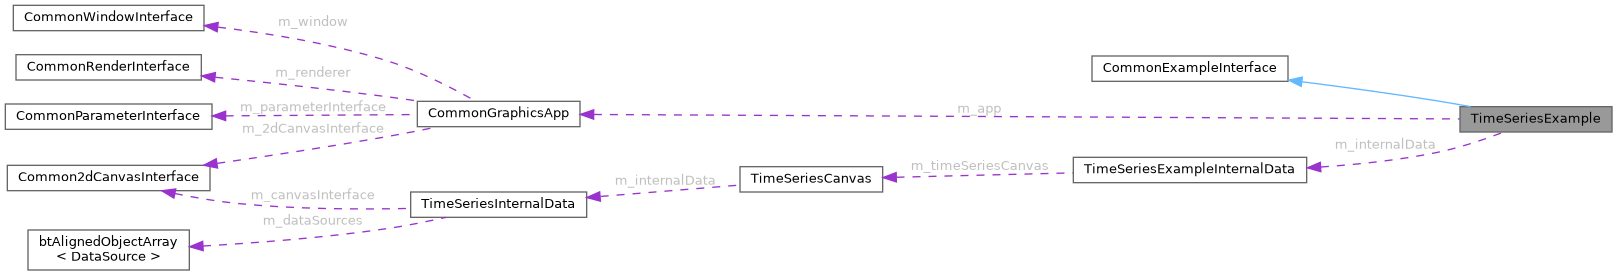 CommonWindowInterface
m_window
CommonRenderInterface
m_renderer
CommonExampleInterface
CommonParameterInterface
m_parameterInterface
CommonGraphicsApp
m_app
TimeSeriesExample
m_2dCanvasInterface
m_internalData
Common2dCanvasInterface
m_canvasInterface
m_internalData
TimeSeriesCanvas
m_timeSeriesCanvas
TimeSeriesExampleInternalData
TimeSeriesInternalData
m_dataSources
btAlignedObjectArray
< DataSource >